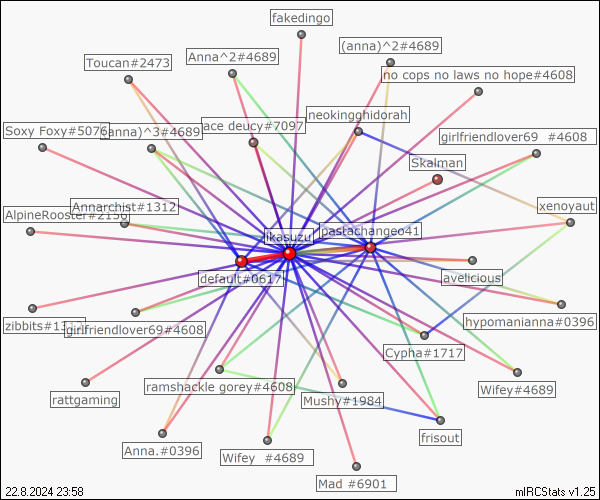 fakedingo
Anna^2#4689
(anna)^2#4689
Toucan#2473
no cops no laws no hope#4608
neokingghidorah
ace deucy#7097
Soxy Foxy#5076
(anna)^3#4689
girlfriendlover69 #4608
Skalman
Annarchist#1312
xenoyaut
AlpineRooster#2156
pastachangeo41
ikasuzu
default#0617
avelicious
zibbits#1312
girlfriendlover69#4608
hypomanianna#0396
Cypha#1717
rattgaming
ramshackle gorey#4608
Mushy#1984
Wifey#4689
frisout
Anna.#0396
Wifey #4689
Mad #6901
22.8.2024 23:58
mIRCStats v1.25